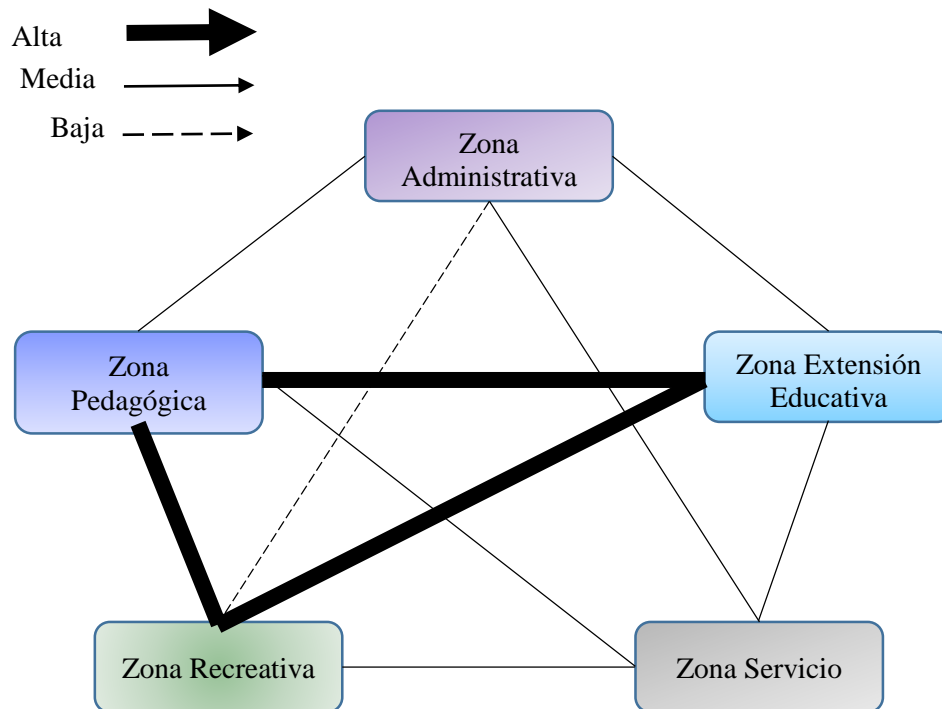 Alta
Media
Baja
Zona
Administrativa
Zona
Pedagógica
Zona Extensión
Educativa
Zona Recreativa
Zona Servicio